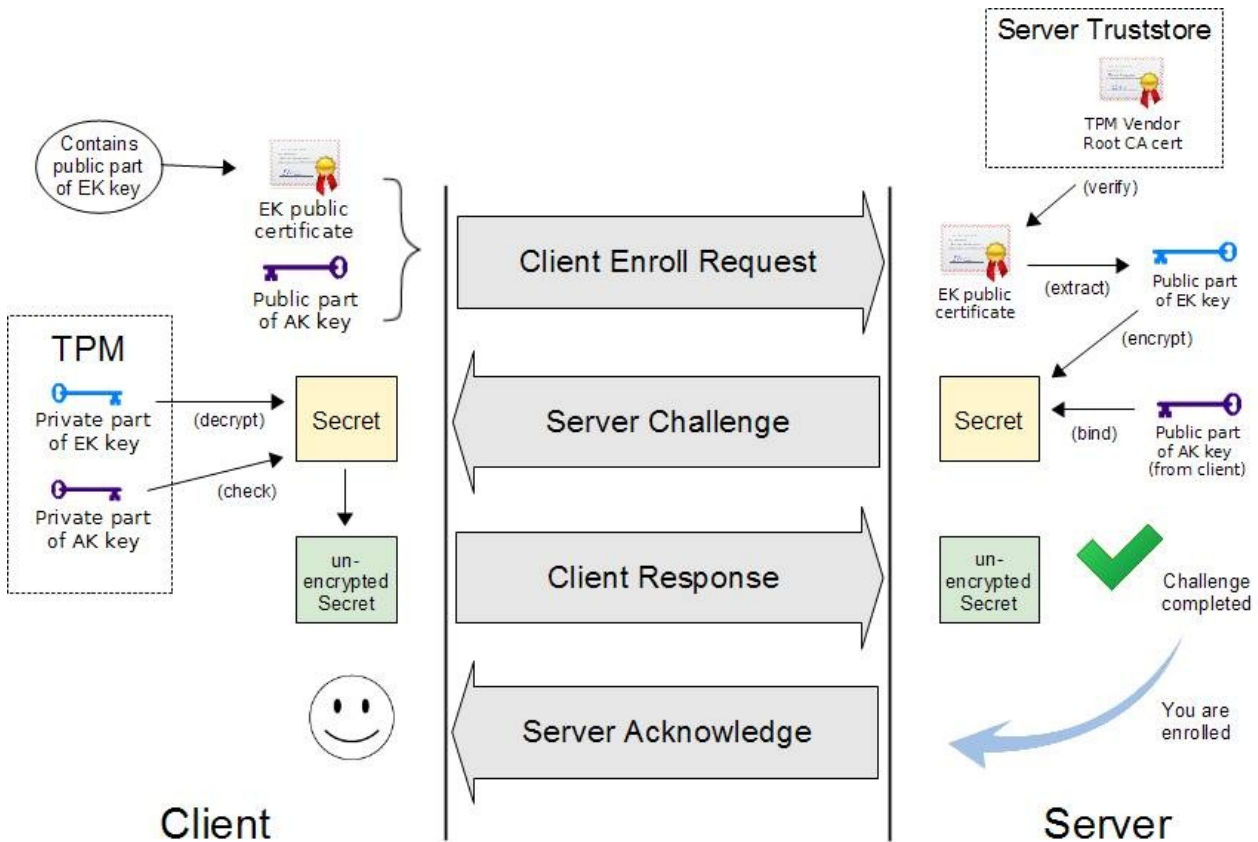 Server Truststore
TPM Vendor
Root CA cert
(verify)
Contains
public part
of EK key
EK public
certificate
Public part
of AK key
Client Enroll Request
EK public
certificate
(extract)
Public part
of EK key
(encrypt)
TPM
Private part
of EK key
(decrypt)
Private part
of AK key
(check)
Secret
Server Challenge
Secret
(bind)
Public part
of AK key
(from client)
un-
encrypted
Secret
Client Response
un-
encrypted
Secret
Challenge
completed
Server Acknowledge
You are
enrolled
Client
Server